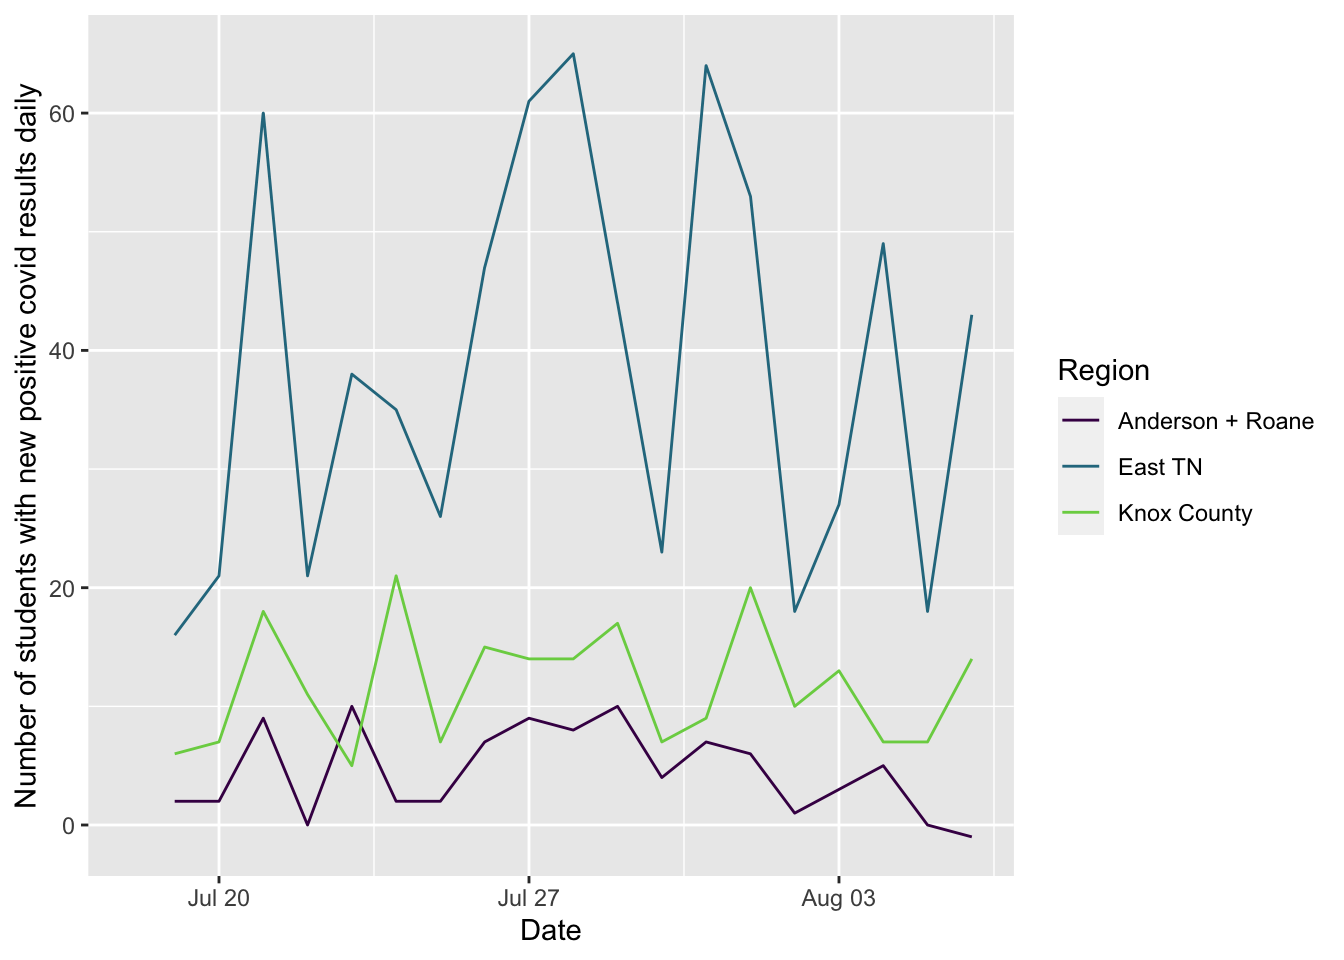 Number of students with new positive covid results daily
60
40
20
0
Jul 20
Jul 27
Aug 03
Date
Region
Anderson + Roane
East TN
Knox County